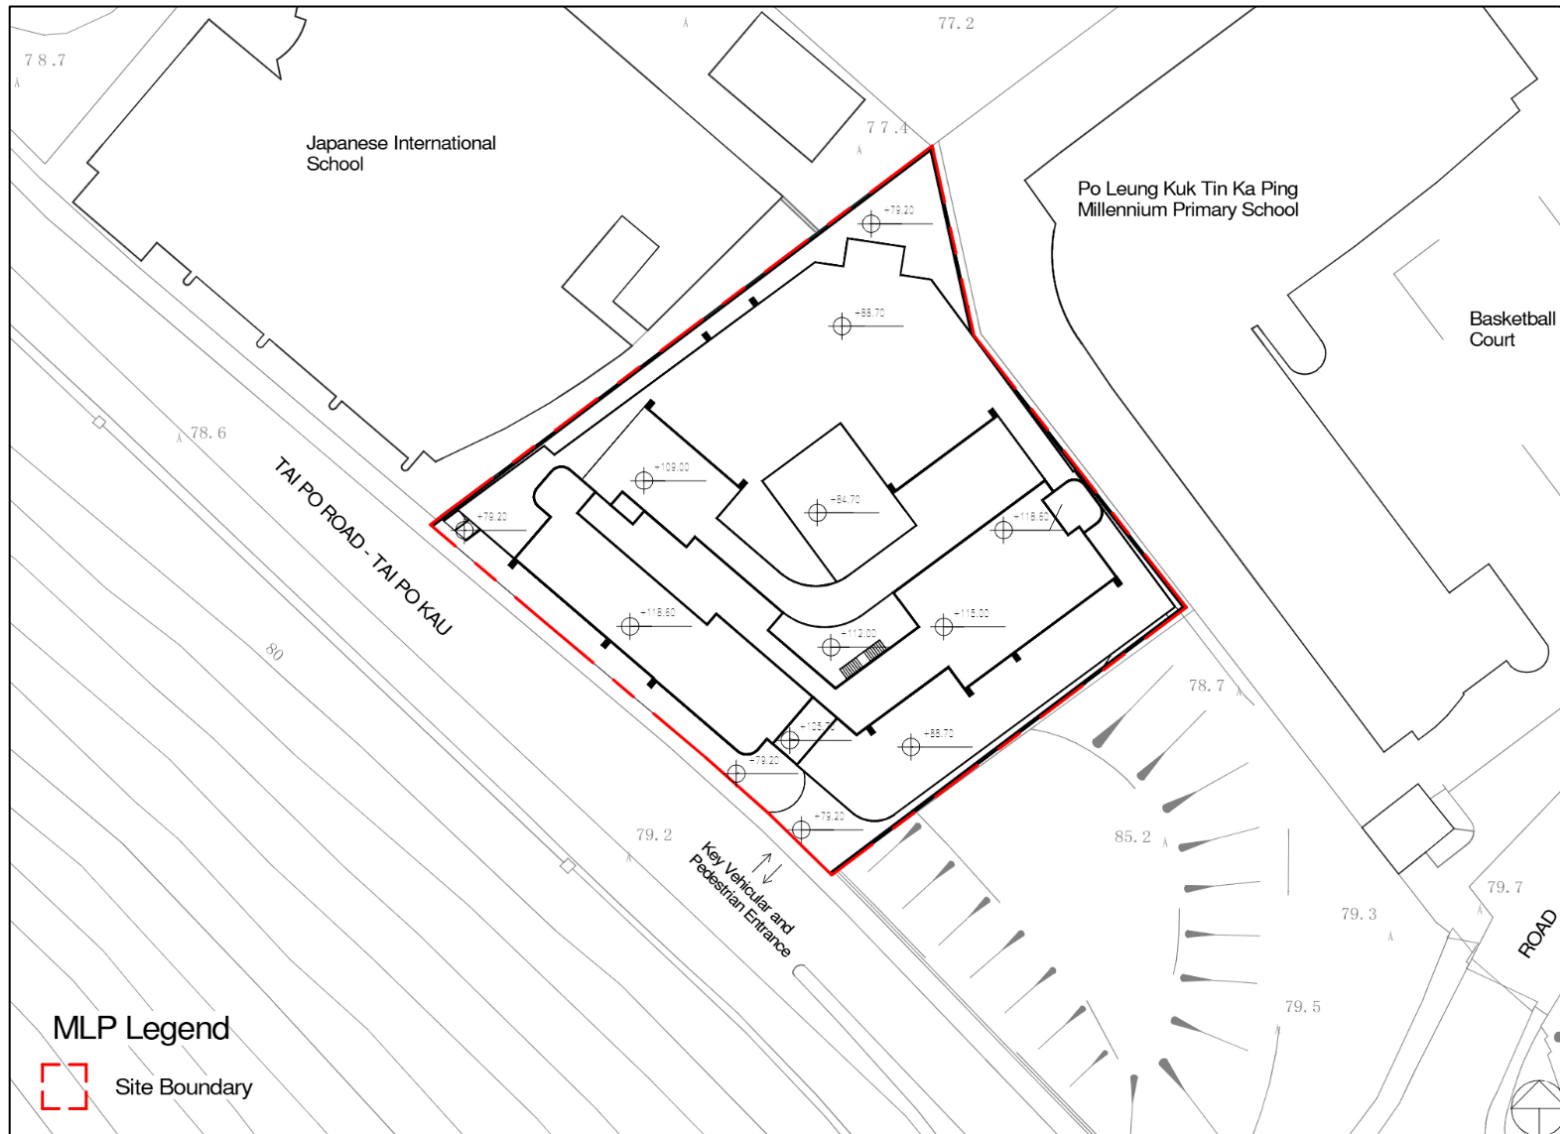 77.2
78.7
77.4
Japanese International
School
Po Leung Kuk Tin Ka Ping
Millennium Primary School
+79.20
+88.70
Basketball
Court
78.6
TAI PO ROAD - TAI PO KAU
+109.00
+84.70
+79.20
+118.60
+118.60
+115.00
+112.00
80
78.7
+88.70
+79.20
+79.20
79.2
85.2
Key Vehicular and
Pedestrian Entrance
79.7
79.3
ROAD
79.5
MLP Legend
Site Boundary